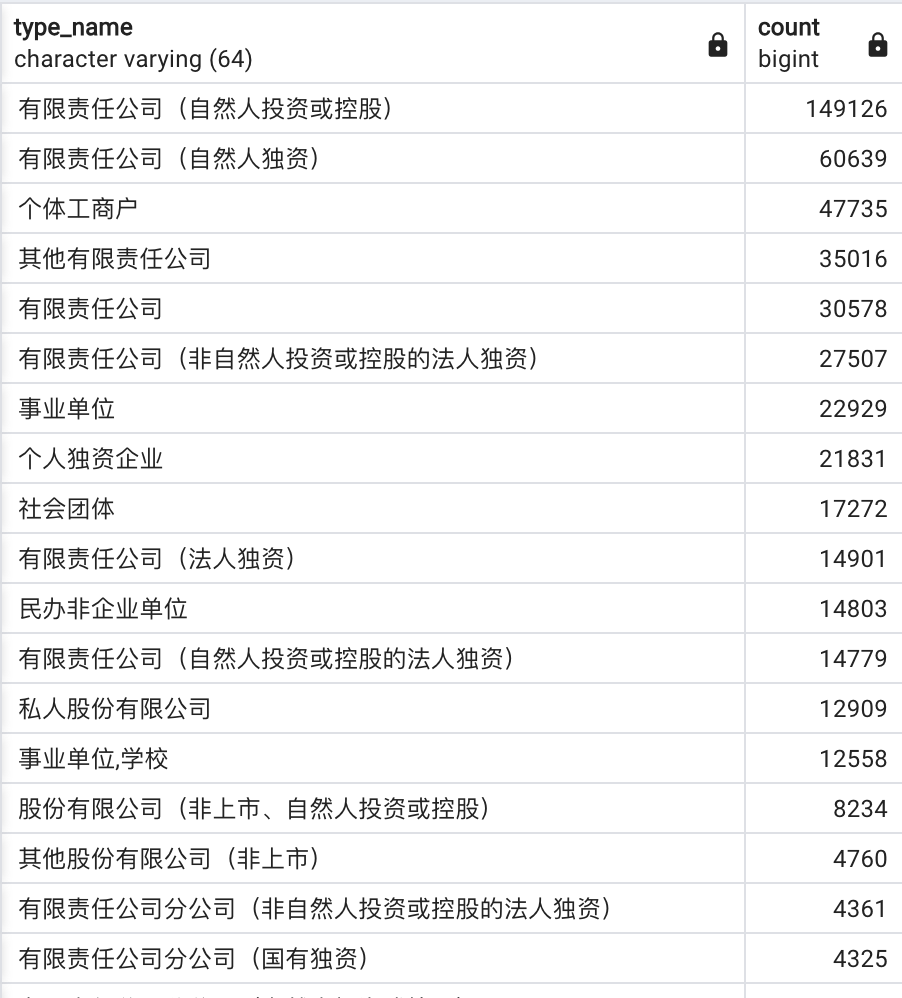 type_name count
character varying (64) bigint
有限责任公司（自然人投资或控股） 149126
有限责任公司（自然人独资） 60639
个体工商户 47735
其他有限责任公司 35016
有限责任公司 30578
有限责任公司（非自然人投资或控股的法人独资） 27507
事业单位 22929
个人独资企业 21831
社会团体 17272
有限责任公司（法人独资） 14901
民办非企业单位 14803
有限责任公司（自然人投资或控股的法人独资） 14779
私人股份有限公司 12909
事业单位,学校 12558
股份有限公司（非上市、自然人投资或控股） 8234
其他股份有限公司（非上市） 4760
有限责任公司分公司（非自然人投资或控股的法人独资） 4361
有限责任公司分公司（国有独资） 4325